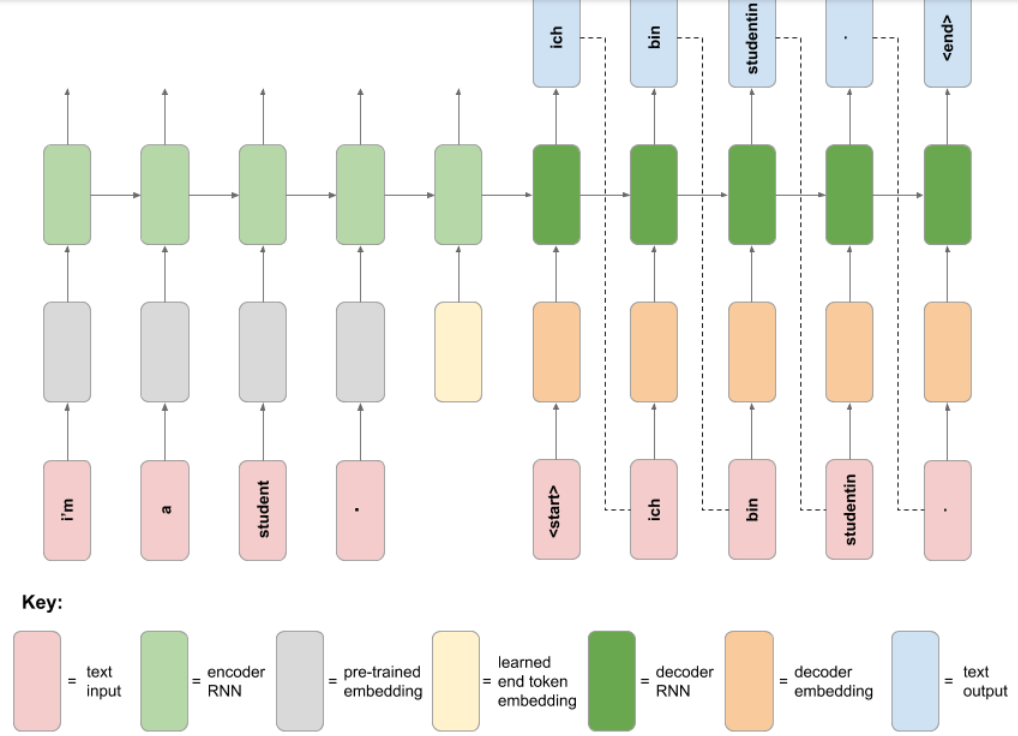 ich
bin
studentin
.
<end>
i'm
a
student
.
<start>
ich
bin
studentin
.
Key:
= text
input
= encoder
RNN
= pre-trained
embedding
= learned
end token
embedding
= decoder
RNN
= decoder
embedding
= text
output